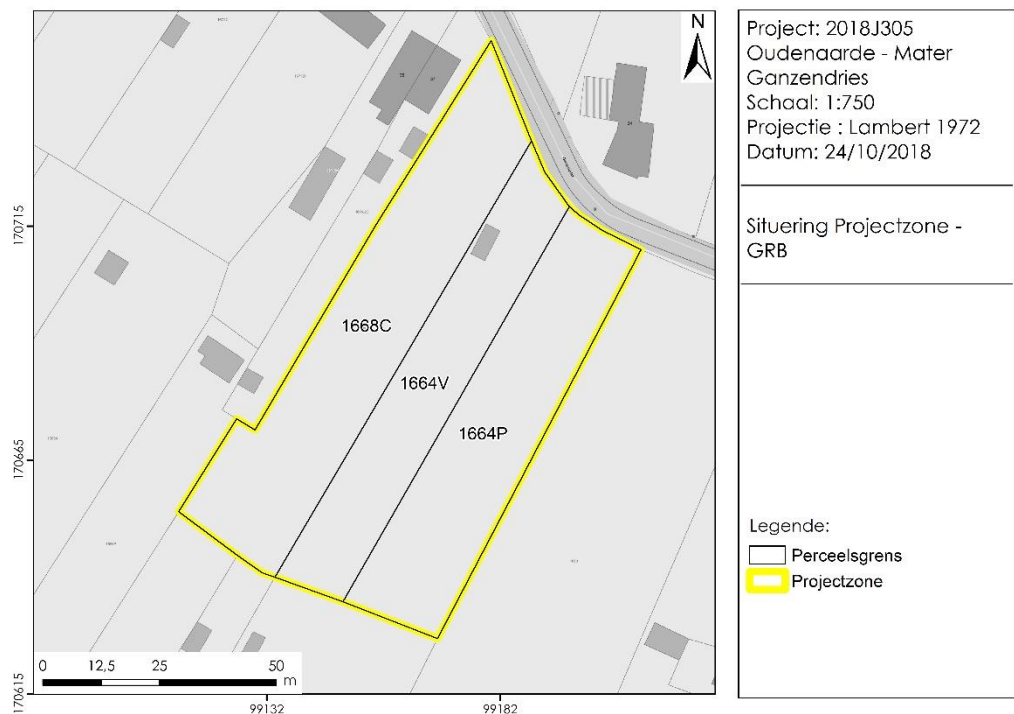 N
Project: 2018J305
Oudenaarde - Mater
Ganzendries
Schaal: 1:750
Projectie : Lambert 1972
Datum: 24/10/2018
Situering Projectzone -
GRB
Legende:
Perceelsgrens
Projectzone
1668C
1664V
1664P
170715
170665
170615
99132
99182
0 12,5 25 50
m